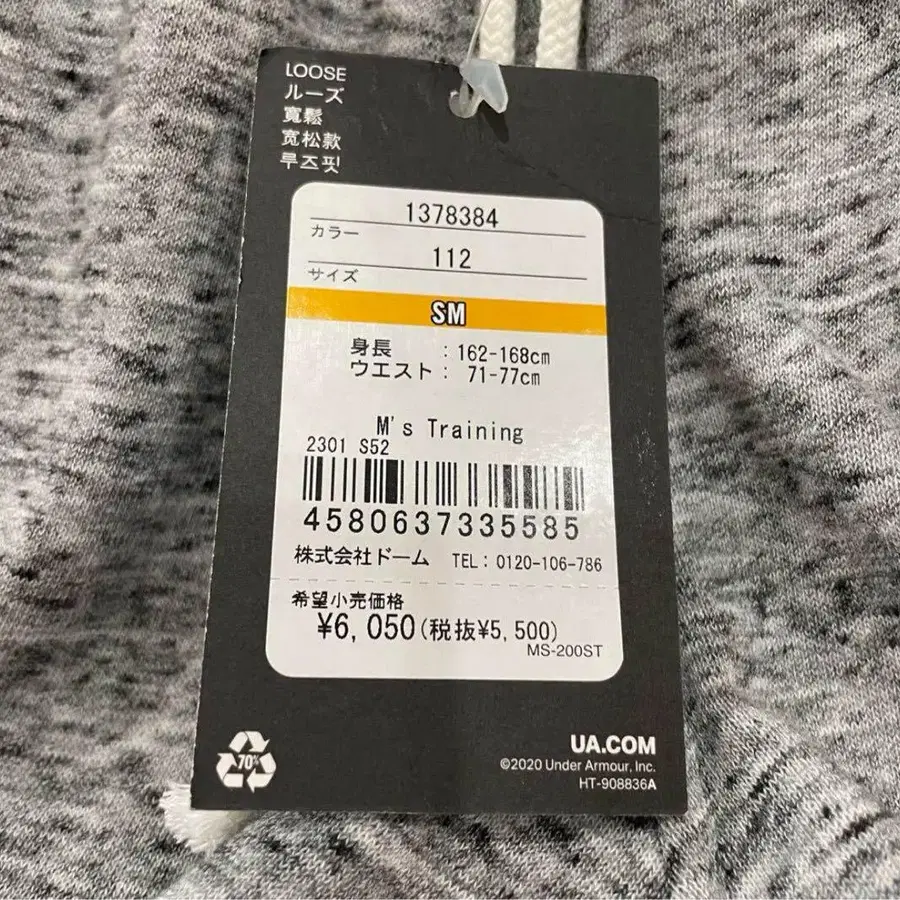 LOOSE
ルーズ
寬鬆
宽松款
루즈핏
1378384
カラー
112
サイズ
SM
身長 : 162-168cm
ウエスト : 71-77cm
M's Training
2301 S52
4580637335585
株式会社ドーム TEL: 0120-106-786
希望小売価格
¥6,050(税抜¥5,500)
MS-200ST
70%
UA.COM
©2020 Under Armour, Inc.
HT-908836A